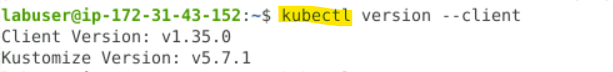 labuser@ip-172-31-43-152:~$ kubectl version --client
Client Version: v1.35.0
Kustomize Version: v5.7.1